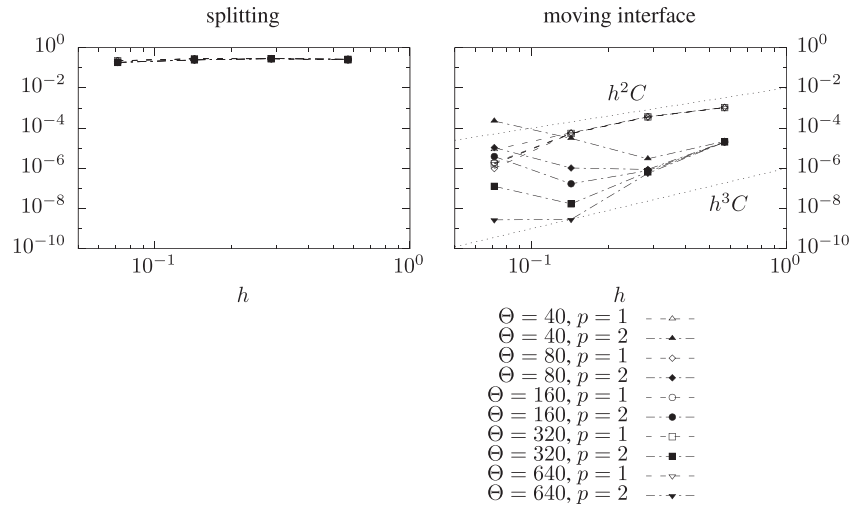 splitting
moving interface
10^0
10^-2
10^-4
10^-6
10^-8
10^-10
10^-1
10^0
h
h^2C
h^3C
10^0
10^-2
10^-4
10^-6
10^-8
10^-10
10^-1
10^0
h
Θ = 40, p = 1
Θ = 40, p = 2
Θ = 80, p = 1
Θ = 80, p = 2
Θ = 160, p = 1
Θ = 160, p = 2
Θ = 320, p = 1
Θ = 320, p = 2
Θ = 640, p = 1
Θ = 640, p = 2